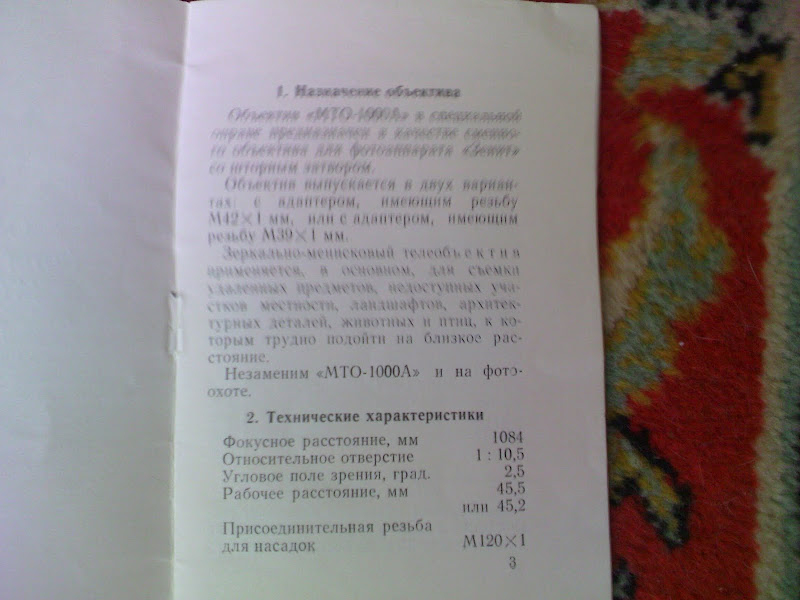 1. Назначение объектива
Объектив «МТО-1000А» в специальной
оправе предназначен в качестве сменно-
го объектива для фотоаппарата «Зенит»
со шторным затвором.
Объектив выпускается в двух вариан-
тах: с адаптером, имеющим резьбу
М42×1 мм, или с адаптером, имеющим
резьбу М39×1 мм.
Зеркально-менисковый телеобъектив
применяется, в основном, для съемки
удаленных предметов, недоступных уча-
стков местности, ландшафтов, архитек-
турных деталей, животных и птиц, к ко-
торым трудно подойти на близкое рас-
стояние.
Незаменим «МТО-1000А» и на фото-
охоте.
2. Технические характеристики
Фокусное расстояние, мм 1084
Относительное отверстие 1 : 10,5
Угловое поле зрения, град. 2,5
Рабочее расстояние, мм 45,5
или 45,2
Присоединительная резьба
для насадок М120×1
3